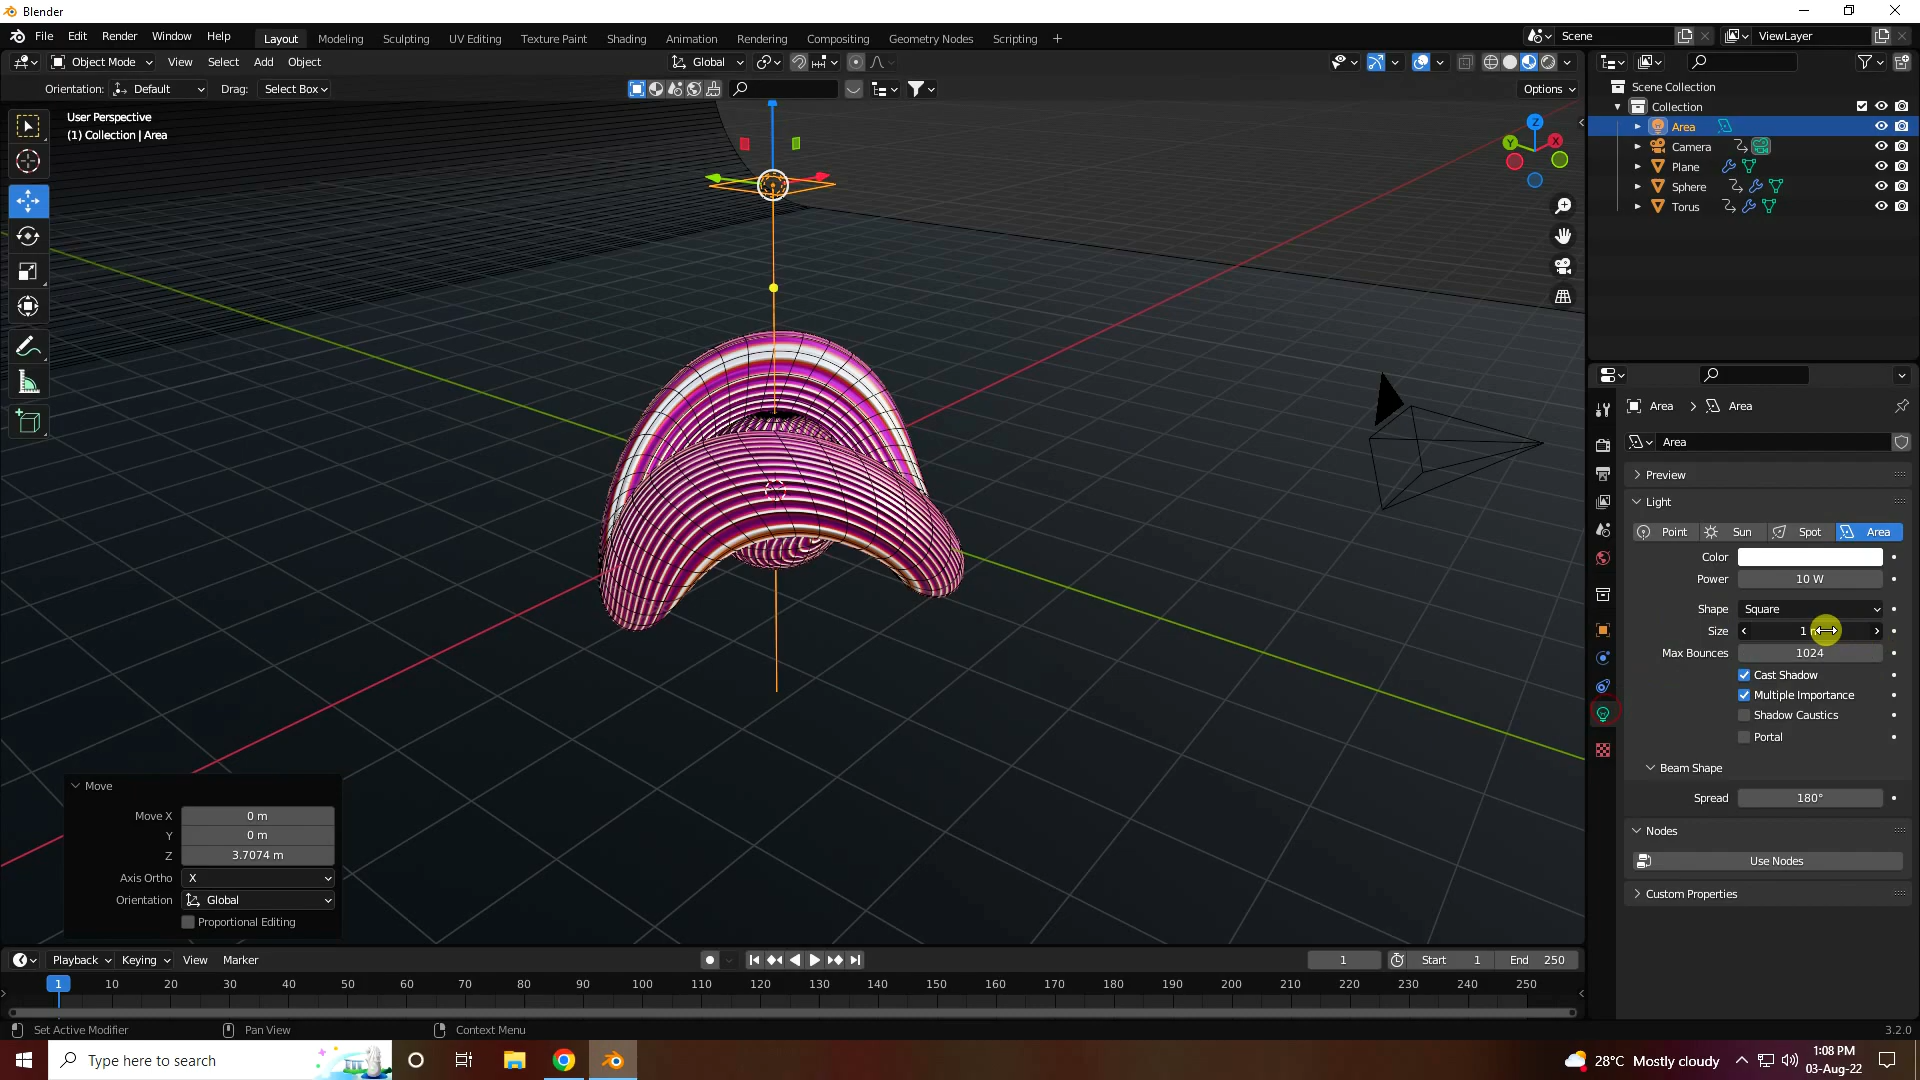 Blender
File Edit Render Window Help Layout Modeling Sculpting UV Editing Texture Paint Shading Animation Rendering Compositing Geometry Nodes Scripting + Scene ViewLayer
Object Mode View Select Add Object Global
Orientation: Default Drag: Select Box Options
User Perspective
(1) Collection | Area
Z
Y
X
Scene Collection
Collection
Area
Camera
Plane
Sphere
Torus
Area Area
Area
Preview
Light
Point Sun Spot Area
Color
Power 10 W
Shape Square
Size 1
Max Bounces 1024
Cast Shadow
Multiple Importance
Shadow Caustics
Portal
Beam Shape
Spread 180°
Nodes
Use Nodes
Custom Properties
Move
Move X 0 m
Y 0 m
Z 3.7074 m
Axis Ortho X
Orientation Global
Proportional Editing
Playback Keying View Marker 1 Start 1 End 250
1 10 20 30 40 50 60 70 80 90 100 110 120 130 140 150 160 170 180 190 200 210 220 230 240 250
Set Active Modifier Pan View Context Menu 3.2.0
Type here to search 28°C Mostly cloudy 1:08 PM
03-Aug-22